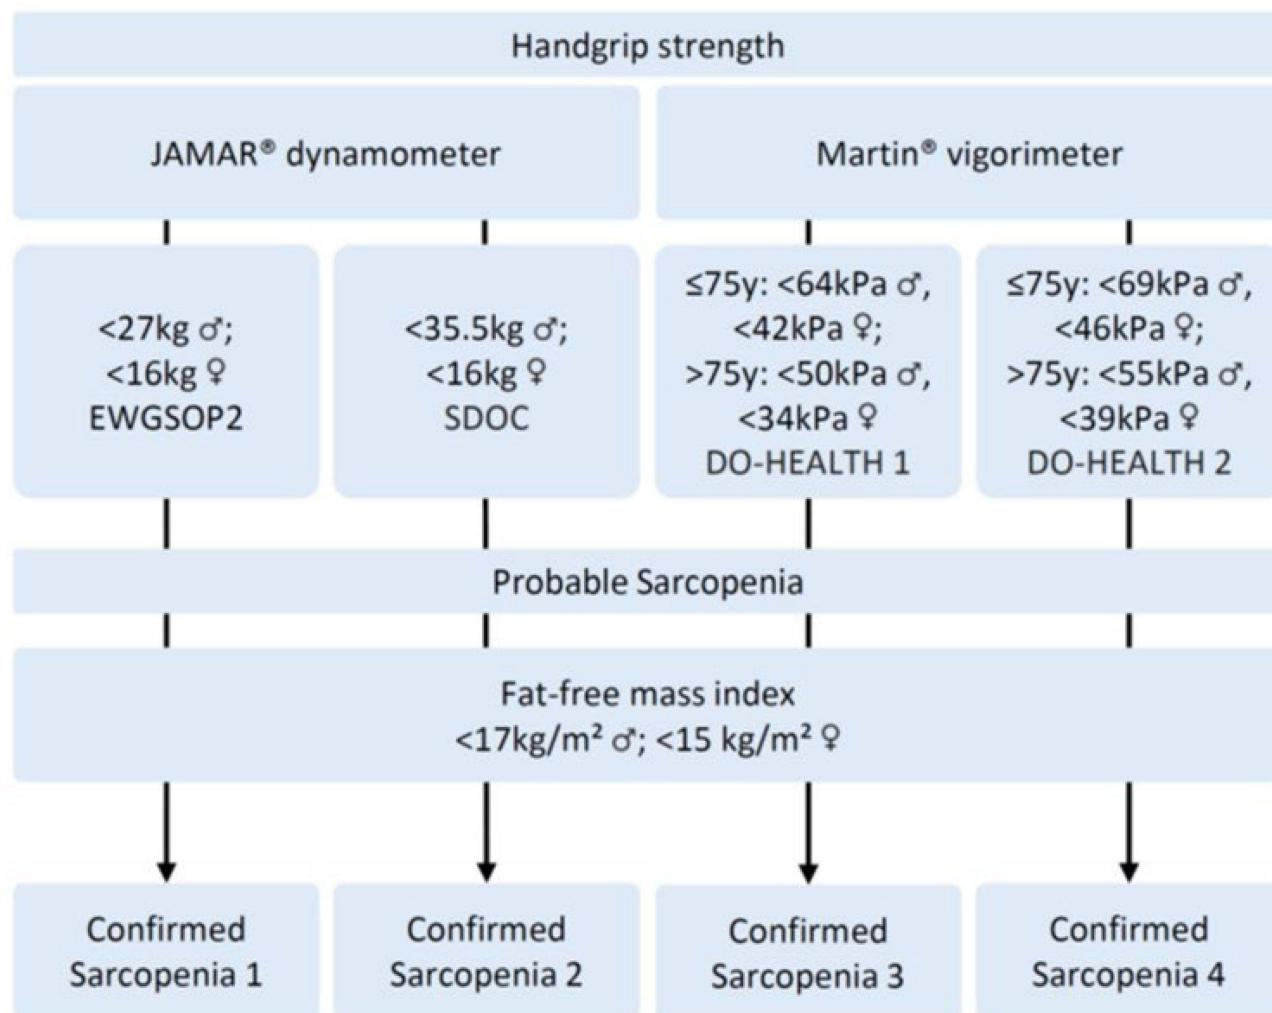 Handgrip strength
JAMAR® dynamometer
Martin® vigorimeter
<27kg ♂;
<16kg ♀
EWGSOP2
<35.5kg ♂;
<16kg ♀
SDOC
≤75y: <64kPa ♂,
<42kPa ♀;
>75y: <50kPa ♂,
<34kPa ♀
DO-HEALTH 1
≤75y: <69kPa ♂,
<46kPa ♀;
>75y: <55kPa ♂,
<39kPa ♀
DO-HEALTH 2
Probable Sarcopenia
Fat-free mass index
<17kg/m² ♂; <15 kg/m² ♀
Confirmed
Sarcopenia 1
Confirmed
Sarcopenia 2
Confirmed
Sarcopenia 3
Confirmed
Sarcopenia 4